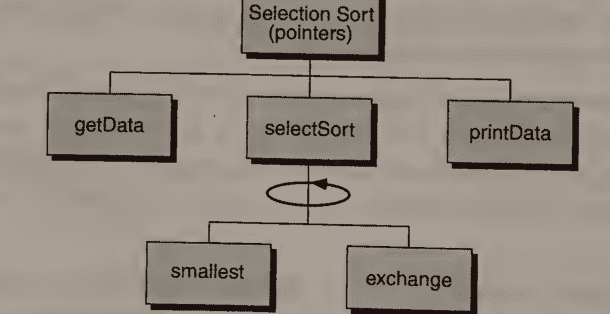 Selection Sort
(pointers)
getData
selectSort
printData
smallest
exchange